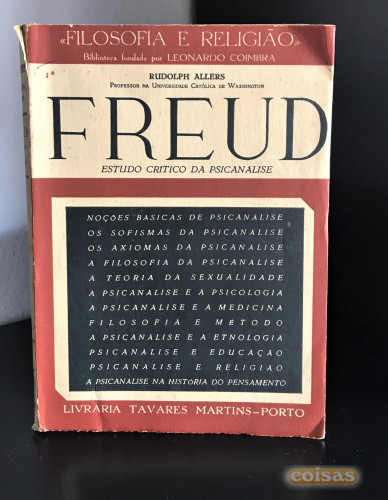 «FILOSOFIA E RELIGIÃO»
Biblioteca fundada por LEONARDO COIMBRA
RUDOLPH ALLERS
PROFESSOR NA UNIVERSIDADE CATÓLICA DE WASHINGTON
FREUD
ESTUDO CRITICO DA PSICANALISE
NOÇÕES BASICAS DE PSICANALISE
OS SOFISMAS DA PSICANALISE
OS AXIOMAS DA PSICANALISE
A FILOSOFIA DA PSICANALISE
A TEORIA DA SEXUALIDADE
A PSICANALISE E A PSICOLOGIA
A PSICANALISE E A MEDICINA
FILOSOFIA E MÉTODO
A PSICANALISE E A ETNOLOGIA
PSICANALISE E EDUCAÇÃO
PSICANALISE E RELIGIÃO
A PSICANALISE NA HISTORIA DO PENSAMENTO
LIVRARIA TAVARES MARTINS-PORTO
coisas